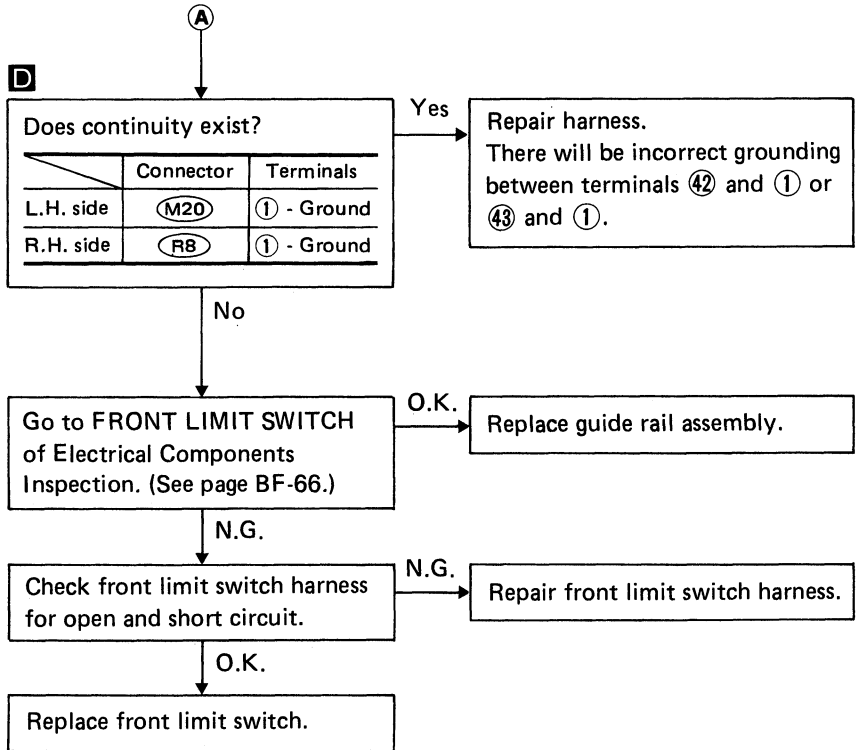 A
D
Does continuity exist?
Connector Terminals
L.H. side M20 1 - Ground
R.H. side R8 1 - Ground
Yes
Repair harness.
There will be incorrect grounding
between terminals 42 and 1 or
43 and 1.
No
Go to FRONT LIMIT SWITCH
of Electrical Components
Inspection. (See page BF-66.)
O.K.
Replace guide rail assembly.
N.G.
Check front limit switch harness
for open and short circuit.
N.G.
Repair front limit switch harness.
O.K.
Replace front limit switch.